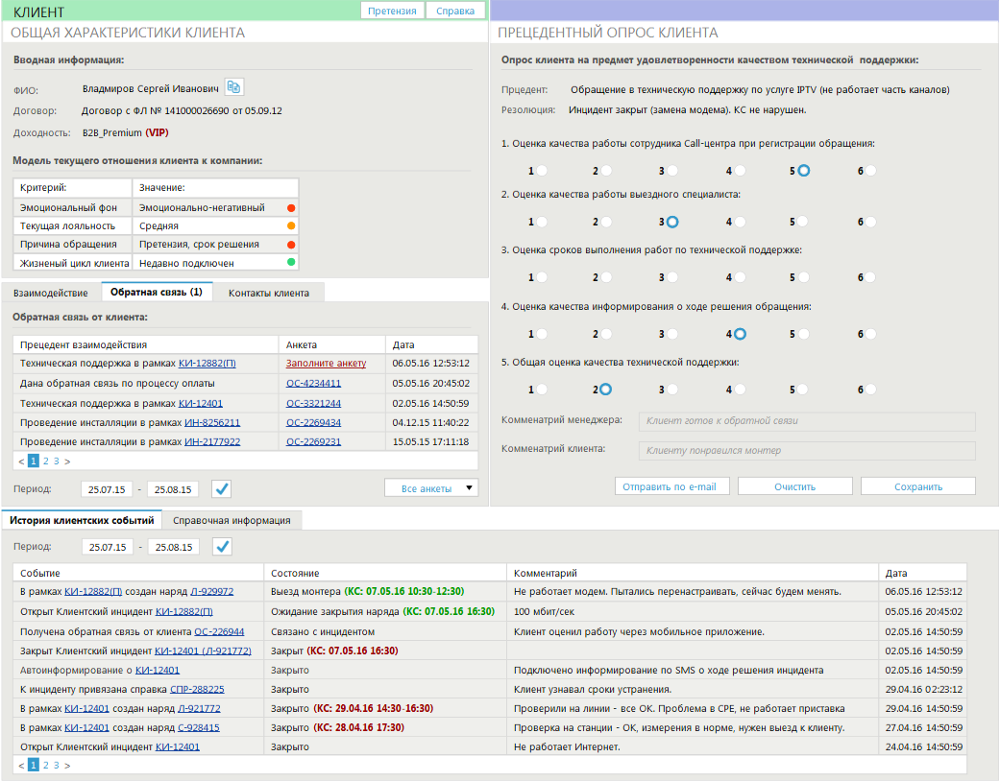 КЛИЕНТ
Претензия
Справка
ОБЩАЯ ХАРАКТЕРИСТИКИ КЛИЕНТА
Вводная информация:
ФИО: Владмиров Сергей Иванович
Договор: Договор с ФЛ № 141000026690 от 05.09.12
Доходность: B2B_Premium (VIP)
Модель текущего отношения клиента к компании:
Критерий: Значение:
Эмоциональный фон Эмоционально-негативный
Текущая лояльность Средняя
Причина обращения Претензия, срок решения
Жизненый цикл клиента Недавно подключен
Взаимодействие
Обратная связь (1)
Контакты клиента
Обратная связь от клиента:
Прецедент взаимодействия Анкета Дата
Техническая поддержка в рамках КИ-12882(П) Заполните анкету 06.05.16 12:53:12
Дана обратная связь по процессу оплаты ОС-4234411 05.05.16 20:45:02
Техническая поддержка в рамках КИ-12401 ОС-3321244 02.05.16 14:50:59
Проведение инсталляции в рамках ИН-8256211 ОС-2269434 04.12.15 11:40:22
Проведение инсталляции в рамках ИН-2177922 ОС-2269231 15.05.15 17:11:18
< 1 2 3 >
Период: 25.07.15 - 25.08.15
Все анкеты
ПРЕЦЕДЕНТНЫЙ ОПРОС КЛИЕНТА
Опрос клиента на предмет удовлетворенности качеством технической поддержки:
Прцедент: Обращение в техническую поддержку по услуге IPTV (не работает часть каналов)
Резолюция: Инцидент закрыт (замена модема). КС не нарушен.
1. Оценка качества работы сотрудника Call-центра при регистрации обращения:
1 2 3 4 5 6
2. Оценка качества работы выездного специалиста:
1 2 3 4 5 6
3. Оценка сроков выполнения работ по технической поддержке:
1 2 3 4 5 6
4. Оценка качества информирования о ходе решения обращения:
1 2 3 4 5 6
5. Общая оценка качества технической поддержки:
1 2 3 4 5 6
Комменатрий менеджера: Клиент готов к обратной связи
Комменатрий клиента: Клиенту понравился монтер
Отправить по e-mail
Очистить
Сохранить
История клиентских событий
Справочная информация
Период: 25.07.15 - 25.08.15
Событие Состояние Комментарий Дата
В рамках КИ-12882(П) создан наряд Л-929972 Выезд монтера (КС: 07.05.16 10:30-12:30) Не работает модем. Пытались перенастраивать, сейчас будем менять. 06.05.16 12:53:12
Открыт Клиентский инцидент КИ-12882(П) Ожидание закрытия наряда (КС: 07.05.16 16:30) 100 мбит/сек 05.05.16 20:45:02
Получена обратная связь от клиента ОС-226944 Связано с инцидентом Клиент оценил работу через мобильное приложение. 02.05.16 14:50:59
Закрыт Клиентский инцидент КИ-12401 (Л-921772) Закрыт (КС: 07.05.16 16:30) 02.05.16 14:50:59
Автоинформирование о КИ-12401 Закрыто Подключено информирование по SMS о ходе решения инцидента 02.05.16 14:50:59
К инциденту привязана справка СПР-288225 Закрыто Клиент узнавал сроки устранения. 29.04.16 02:23:12
В рамках КИ-12401 создан наряд Л-921772 Закрыто (КС: 29.04.16 14:30-16:30) Проверили на линии - все ОК. Проблема в CPE, не работает приставка 29.04.16 14:50:59
В рамках КИ-12401 создан наряд С-928415 Закрыто (КС: 28.04.16 17:30) Проверка на станции - ОК, измерения в норме, нужен выезд к клиенту. 27.04.16 14:50:59
Открыт Клиентский инцидент КИ-12401 Закрыто Не работает Интернет. 24.04.16 14:50:59
< 1 2 3 >